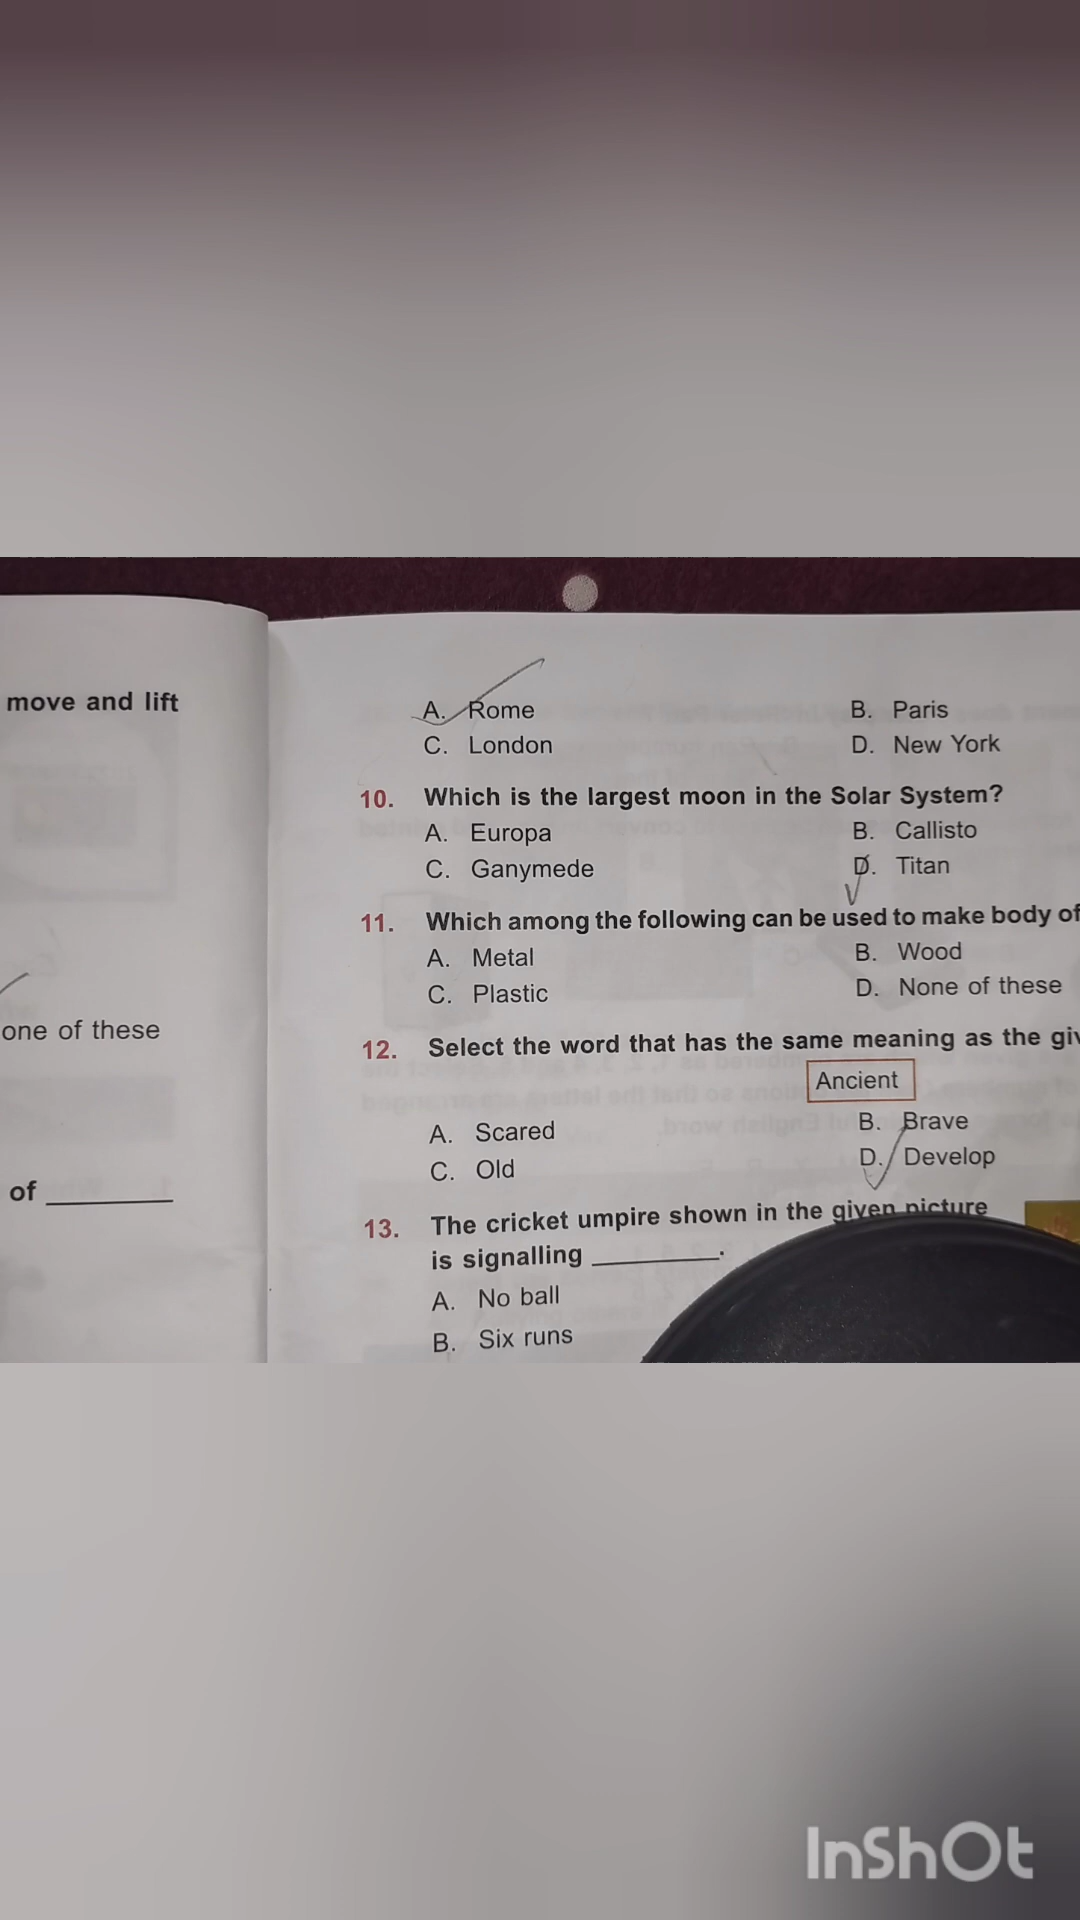 move and lift
one of these
of ________
A. Rome
B. Paris
C. London
D. New York
10. Which is the largest moon in the Solar System?
A. Europa
B. Callisto
C. Ganymede
D. Titan
11. Which among the following can be used to make body of
A. Metal
B. Wood
C. Plastic
D. None of these
12. Select the word that has the same meaning as the
Ancient
A. Scared
B. Brave
C. Old
D. Develop
13. The cricket umpire shown in the given picture
is signalling ________.
A. No ball
B. Six runs
InShOt